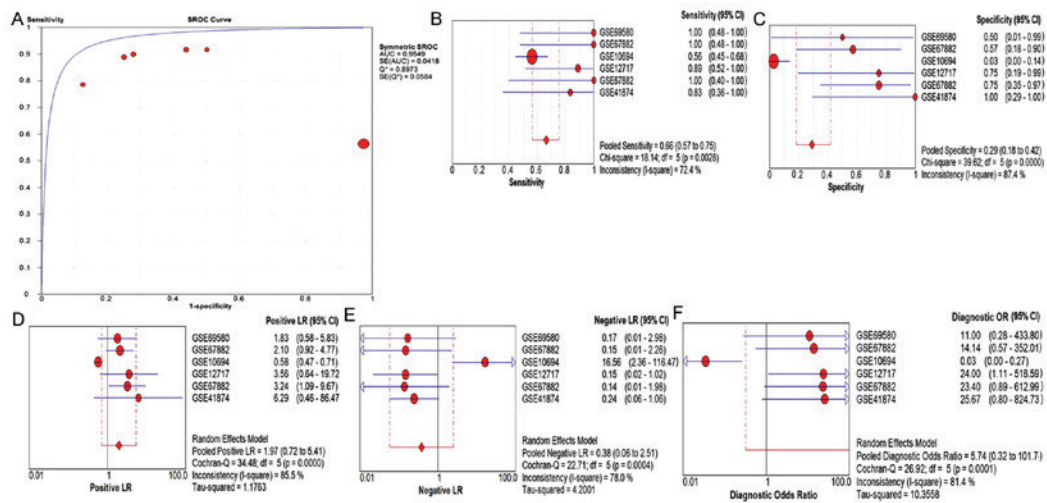 A
Sensitivity
SROC Curve
1
0.9
0.8
0.7
0.6
0.5
0.4
0.3
0.2
0.1
0
0
0.2
0.4
0.6
0.8
1
1-specificity
Symmetric SROC
AUC = 0.9549
SE(AUC) = 0.0418
Q* = 0.8973
SE(Q*) = 0.0584
B
Sensitivity (95% CI)
GSE69580 1.00 (0.48 - 1.00)
GSE67882 1.00 (0.48 - 1.00)
GSE10694 0.56 (0.45 - 0.68)
GSE12717 0.89 (0.52 - 1.00)
GSE67882 1.00 (0.40 - 1.00)
GSE41874 0.83 (0.36 - 1.00)
Pooled Sensitivity = 0.66 (0.57 to 0.75)
Chi-square = 18.14; df = 5 (p = 0.0028)
Inconsistency (I-square) = 72.4 %
0 0.2 0.4 0.6 0.8 1
Sensitivity
C
Specificity (95% CI)
GSE69580 0.50 (0.01 - 0.99)
GSE67882 0.57 (0.18 - 0.90)
GSE10694 0.03 (0.00 - 0.14)
GSE12717 0.75 (0.19 - 0.99)
GSE67882 0.75 (0.35 - 0.97)
GSE41874 1.00 (0.29 - 1.00)
Pooled Specificity = 0.29 (0.18 to 0.42)
Chi-square = 39.62; df = 5 (p = 0.0000)
Inconsistency (I-square) = 87.4 %
0 0.2 0.4 0.6 0.8 1
Specificity
D
Positive LR (95% CI)
GSE69580 1.83 (0.58 - 5.83)
GSE67882 2.10 (0.92 - 4.77)
GSE10694 0.58 (0.47 - 0.71)
GSE12717 3.56 (0.64 - 19.72)
GSE67882 3.24 (1.09 - 9.67)
GSE41874 6.29 (0.46 - 86.47)
Random Effects Model
Pooled Positive LR = 1.97 (0.72 to 5.41)
Cochran-Q = 34.48; df = 5 (p = 0.0000)
Inconsistency (I-square) = 85.5 %
Tau-squared = 1.1763
0.01 1 100.0
Positive LR
E
Negative LR (95% CI)
GSE69580 0.17 (0.01 - 2.98)
GSE67882 0.15 (0.01 - 2.26)
GSE10694 16.56 (2.36 - 116.47)
GSE12717 0.15 (0.02 - 1.02)
GSE67882 0.14 (0.01 - 1.98)
GSE41874 0.24 (0.06 - 1.06)
Random Effects Model
Pooled Negative LR = 0.38 (0.06 to 2.51)
Cochran-Q = 22.71; df = 5 (p = 0.0004)
Inconsistency (I-square) = 78.0 %
Tau-squared = 4.2001
0.01 1 100.0
Negative LR
F
Diagnostic OR (95% CI)
GSE69580 11.00 (0.28 - 433.80)
GSE67882 14.14 (0.57 - 352.01)
GSE10694 0.03 (0.00 - 0.27)
GSE12717 24.00 (1.11 - 518.59)
GSE67882 23.40 (0.89 - 612.99)
GSE41874 25.67 (0.80 - 824.73)
Random Effects Model
Pooled Diagnostic Odds Ratio = 5.74 (0.32 to 101.7
Cochran-Q = 26.92; df = 5 (p = 0.0001)
Inconsistency (I-square) = 81.4 %
Tau-squared = 10.3558
0.01 1 100.0
Diagnostic Odds Ratio